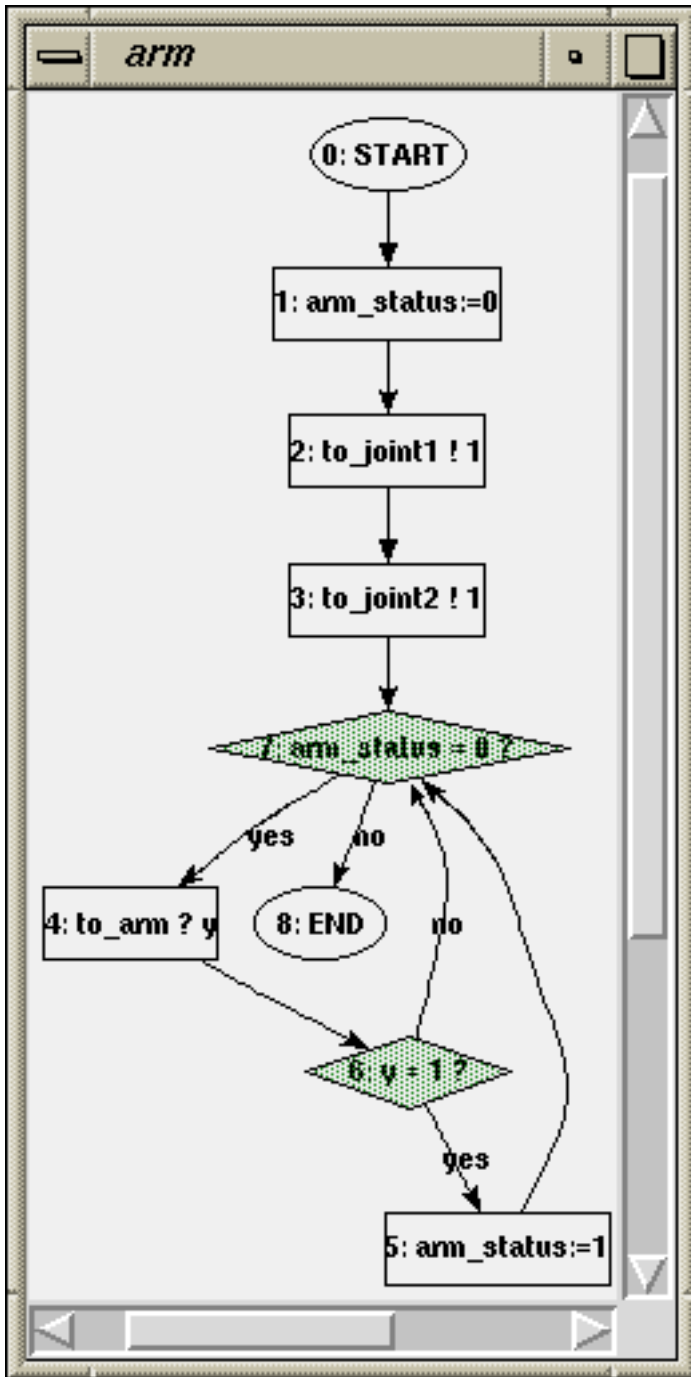 arm
0: START
1: arm_status:=0
2: to_joint1 ! 1
3: to_joint2 ! 1
7: arm_status = 0 ?
yes
no
4: to_arm ? y
8: END
no
6: y = 1 ?
yes
5: arm_status:=1